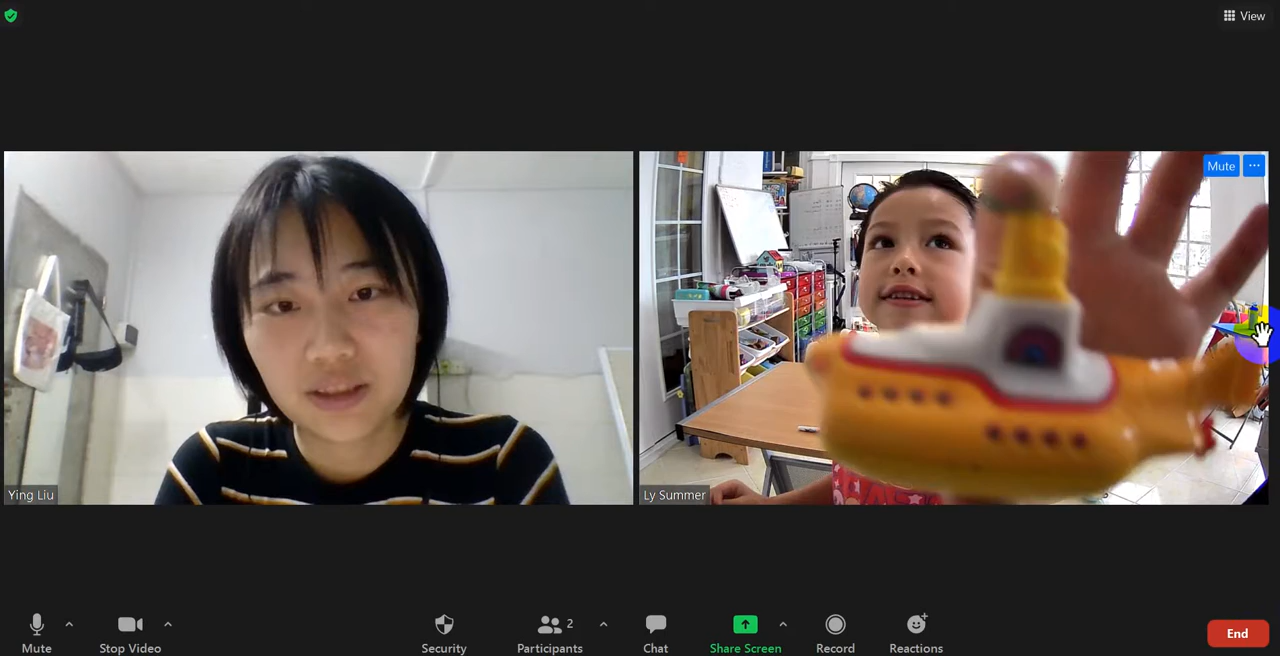 View
Mute
Ying Liu
Ly Summer
Mute
Stop Video
Security
Participants
2
Chat
Share Screen
Record
Reactions
End